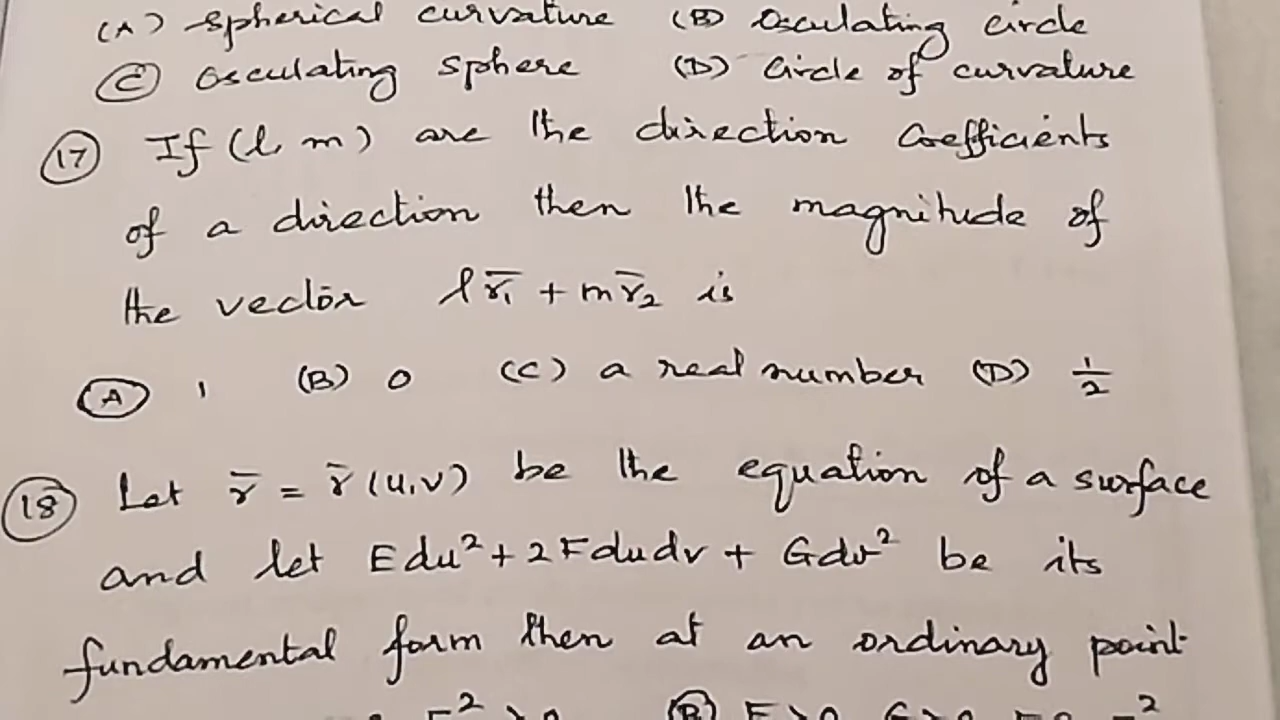 (A) spherical curvature (B) Osculating circle
(C) Osculating sphere (D) Circle of curvature
(17) If (l, m) are the direction Coefficients
of a direction then the magnitude of
the vector l r̄₁ + m r̄₂ is
(A) 1 (B) 0 (C) a real number (D) 1/2
(18) Let r̄ = r̄ (u,v) be the equation of a surface
and let Edu² + 2Fdudv + Gdv² be its
fundamental form then at an ordinary point
(B) E>0, G>0